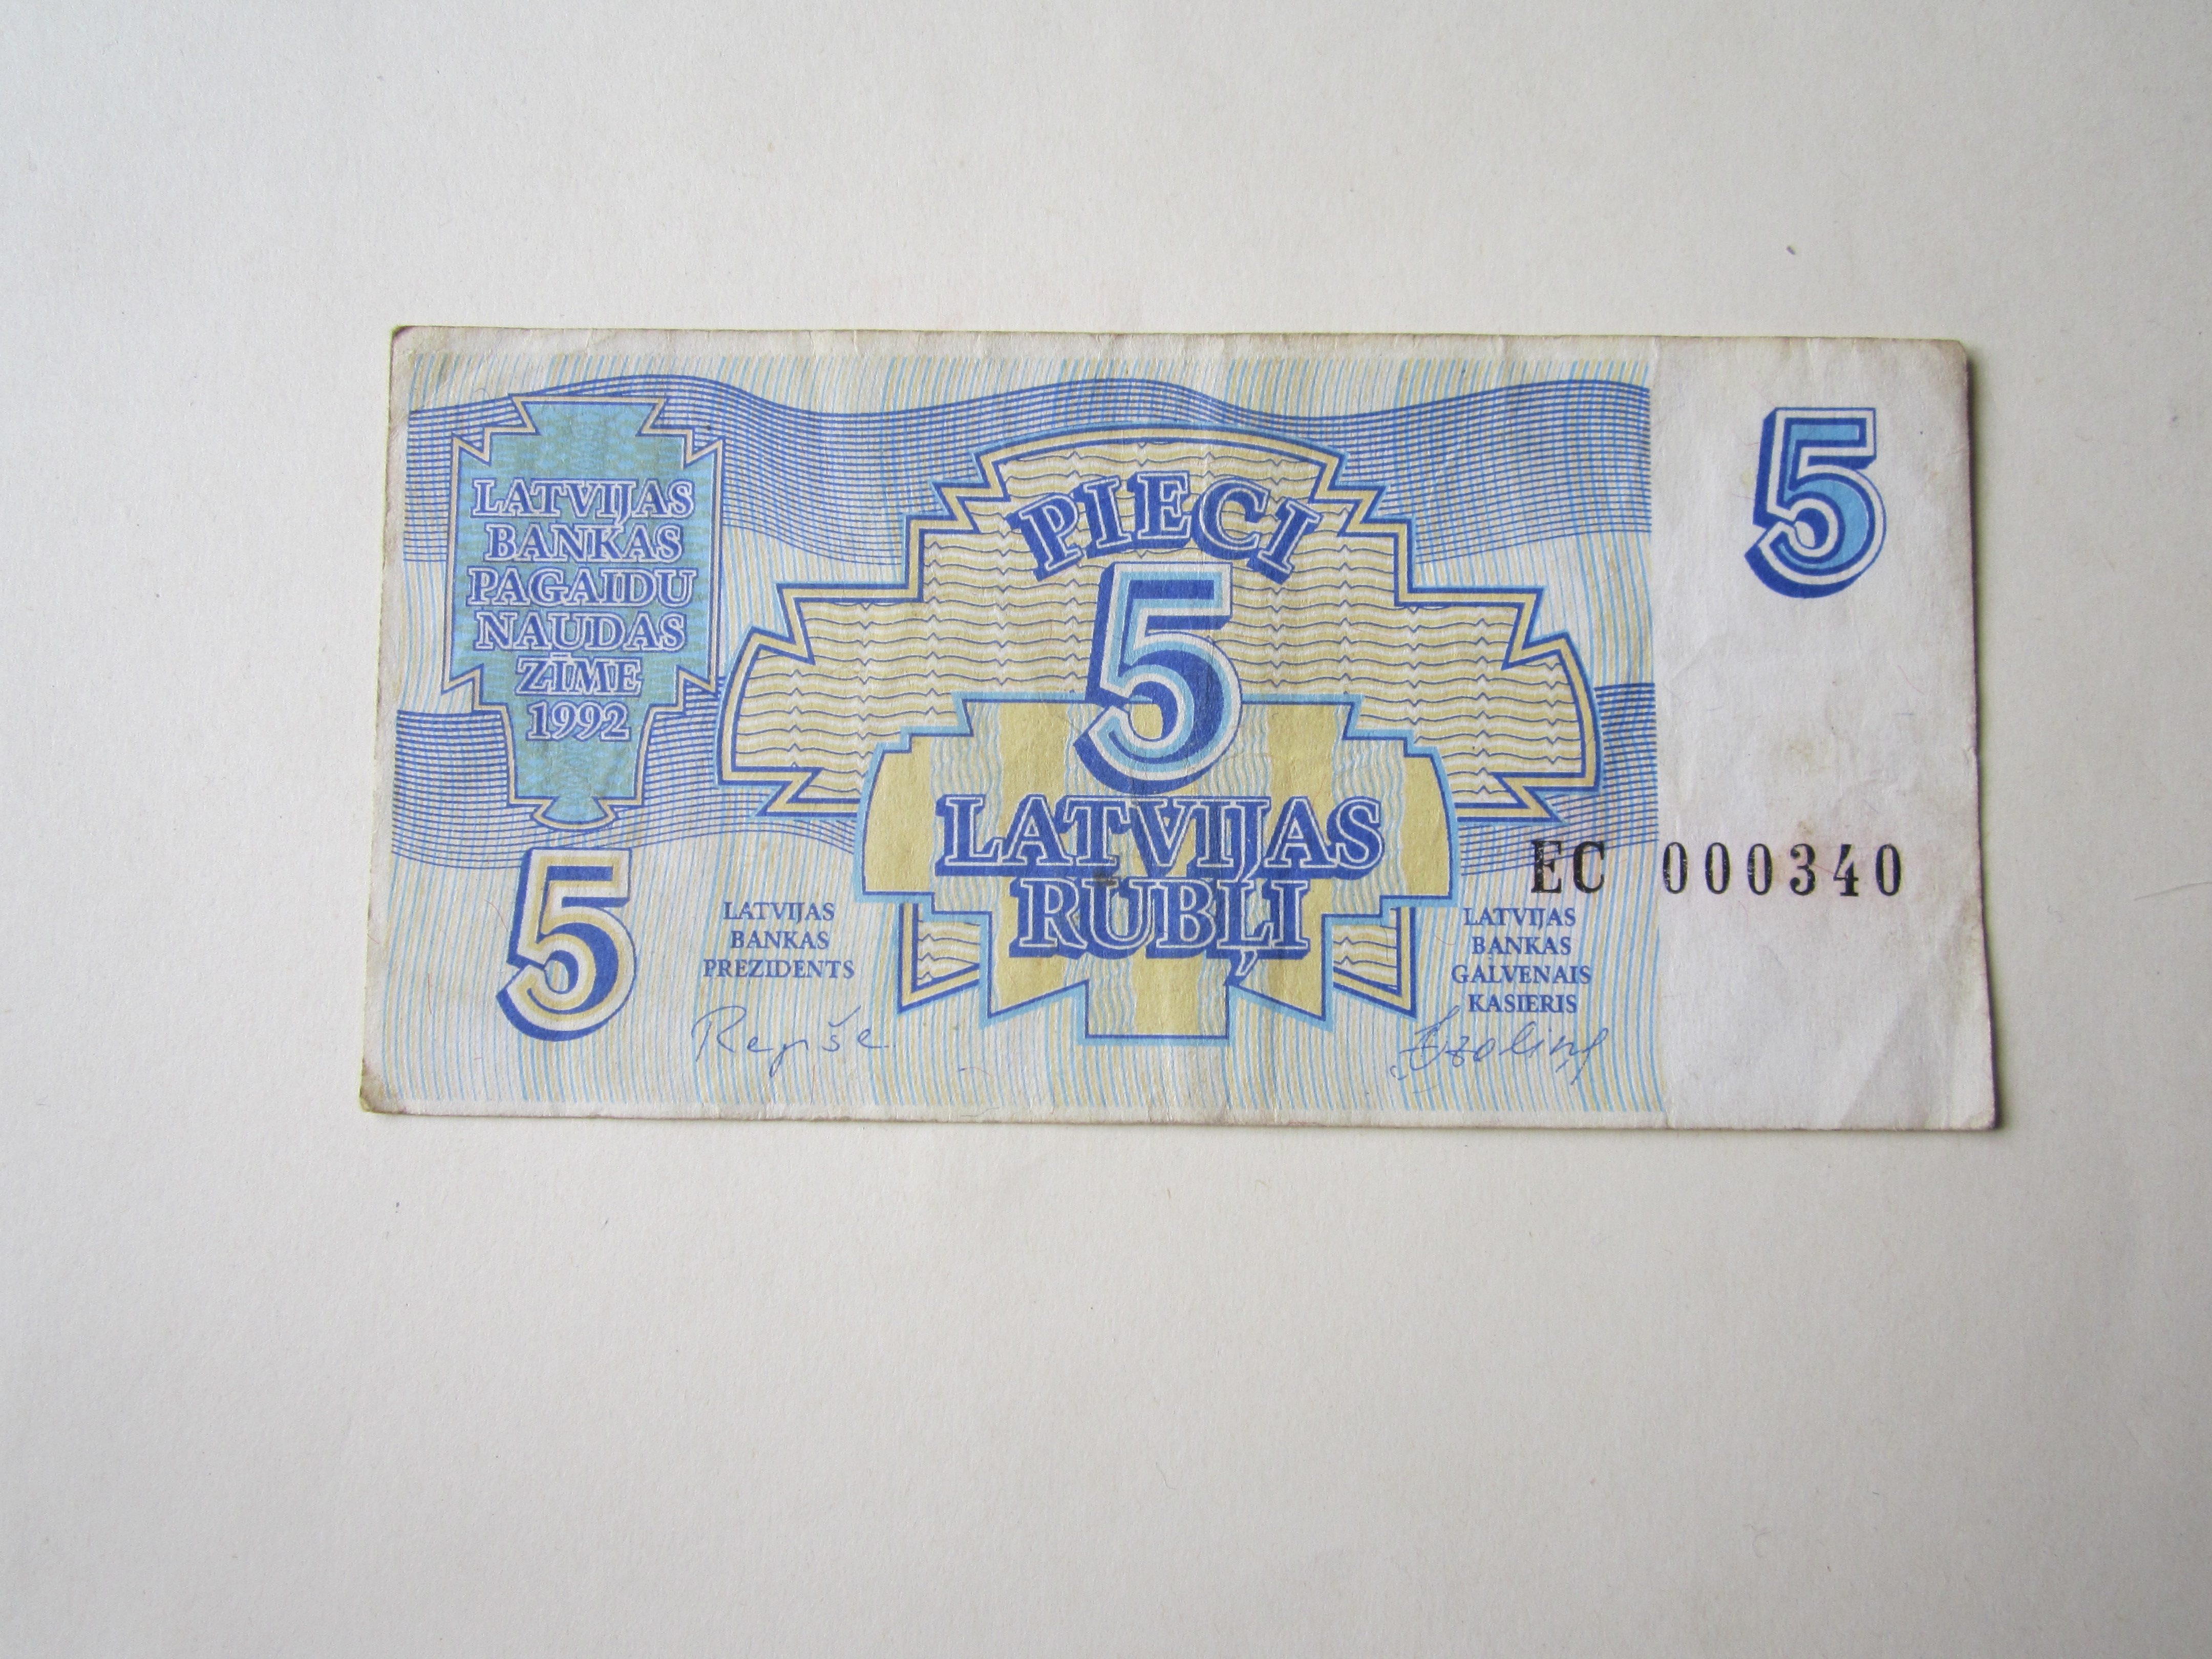 LATVIJAS
BANKAS
PAGAIDU
NAUDAS
ZĪME
1992
5
PIECI
5
LATVIJAS
RUBĻI
5
EC 000340
LATVIJAS
BANKAS
PREZIDENTS
Repše
LATVIJAS
BANKAS
GALVENAIS
KASIERIS